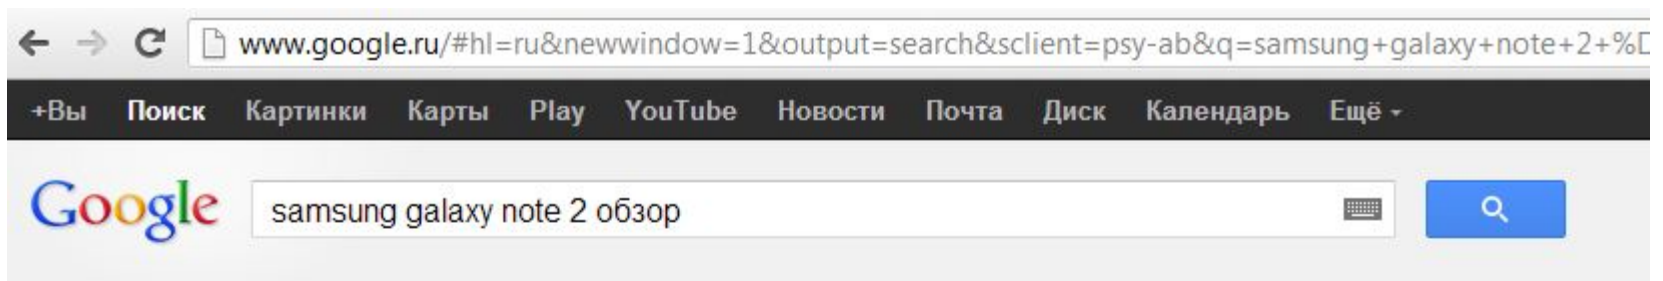 www.google.ru/#hl=ru&newwindow=1&output=search&sclient=psy-ab&q=samsung+galaxy+note+2+%D
+Вы Поиск Картинки Карты Play YouTube Новости Почта Диск Календарь Ещё
Google samsung galaxy note 2 обзор